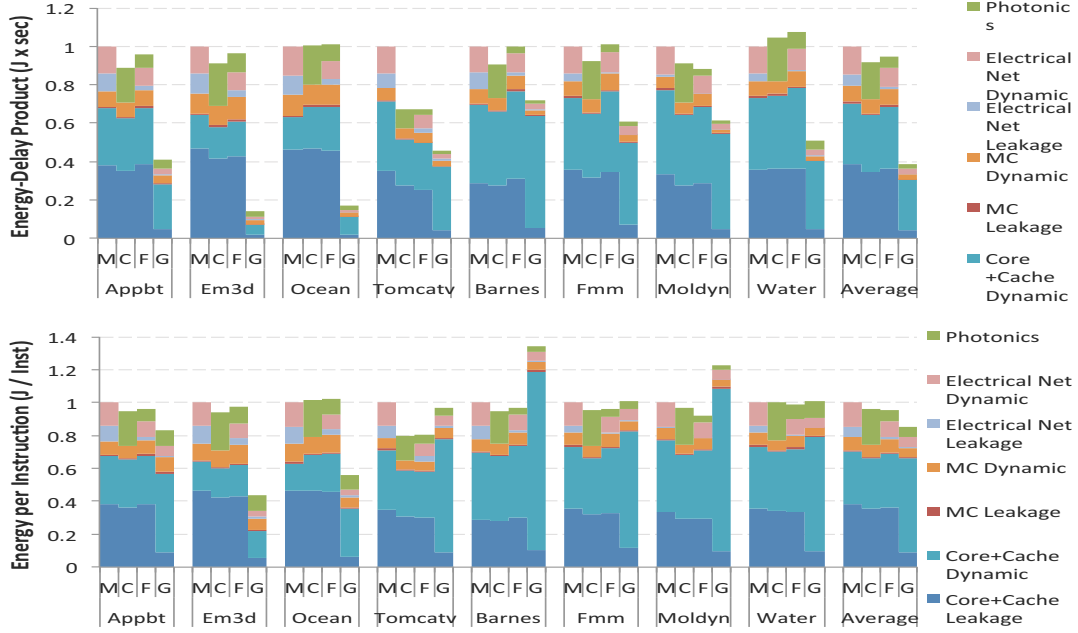 Energy-Delay Product (J x sec)
1.2
1
0.8
0.6
0.4
0.2
0
M C F G M C F G M C F G M C F G M C F G M C F G M C F G M C F G M C F G
Appbt Em3d Ocean Tomcatv Barnes Fmm Moldyn Water Average
Photonic
s
Electrical
Net
Dynamic
Electrical
Net
Leakage
MC
Dynamic
MC
Leakage
Core
+Cache
Dynamic
Energy per Instruction (J / Inst)
1.4
1.2
1
0.8
0.6
0.4
0.2
0
M C F G M C F G M C F G M C F G M C F G M C F G M C F G M C F G M C F G
Appbt Em3d Ocean Tomcatv Barnes Fmm Moldyn Water Average
Photonics
Electrical Net
Dynamic
Electrical Net
Leakage
MC Dynamic
MC Leakage
Core+Cache
Dynamic
Core+Cache
Leakage